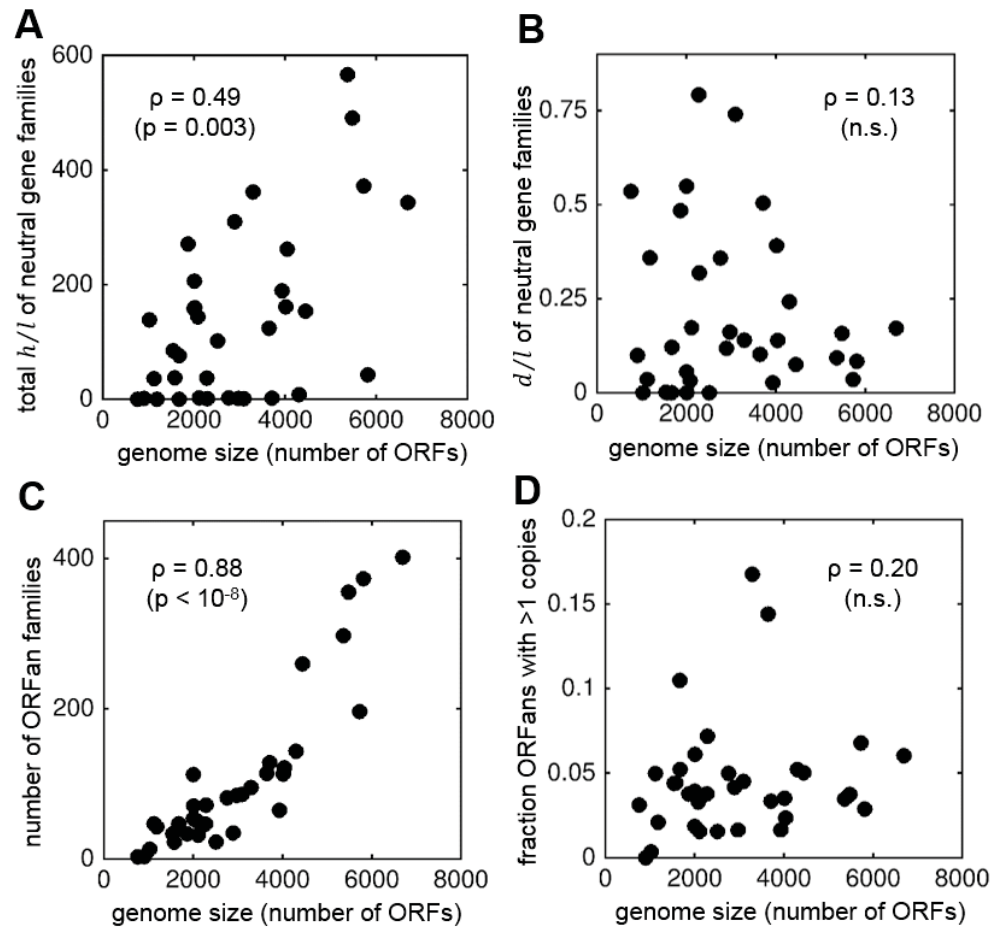 A
600
400
200
0
total h/l of neutral gene families
ρ = 0.49
(p = 0.003)
0 2000 4000 6000 8000
genome size (number of ORFs)
B
0.75
0.5
0.25
0
d/l of neutral gene families
ρ = 0.13
(n.s.)
0 2000 4000 6000 8000
genome size (number of ORFs)
C
400
200
0
number of ORFan families
ρ = 0.88
(p < 10⁻⁸)
0 2000 4000 6000 8000
genome size (number of ORFs)
D
0.2
0.15
0.1
0.05
0
fraction ORFans with >1 copies
ρ = 0.20
(n.s.)
0 2000 4000 6000 8000
genome size (number of ORFs)